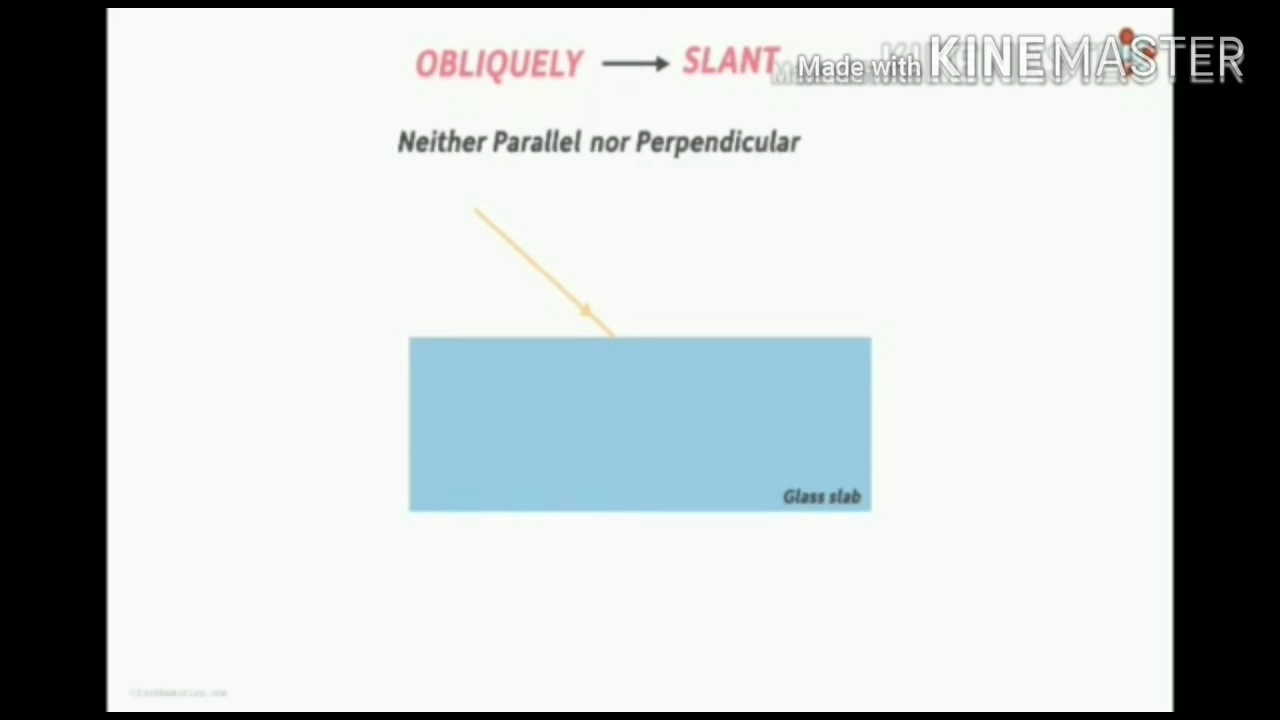 OBLIQUELY → SLANT
Made with KINEMASTER
Neither Parallel nor Perpendicular
Glass slab